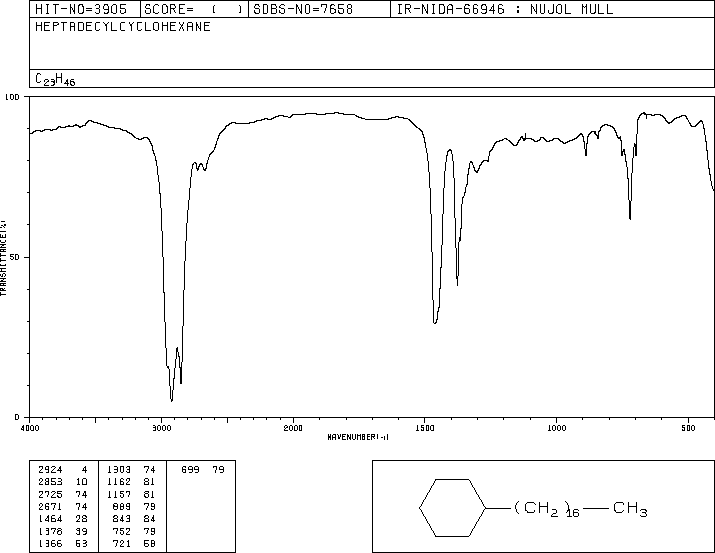 HIT-NO=3905 SCORE= ( ) SDBS-NO=7658 IR-NIDA-66946 : NUJOL MULL
HEPTADECYLCYCLOHEXANE
C23H46
100
50
0
TRANSMITTANCE(%)
4000 3000 2000 1500 1000 500
WAVENUMBER(-1)
2924 4 1303 74 699 79
2853 10 1162 81
2725 74 1157 81
2671 74 889 79
1464 28 843 84
1378 39 752 79
1366 63 721 60
(CH2)16 CH3